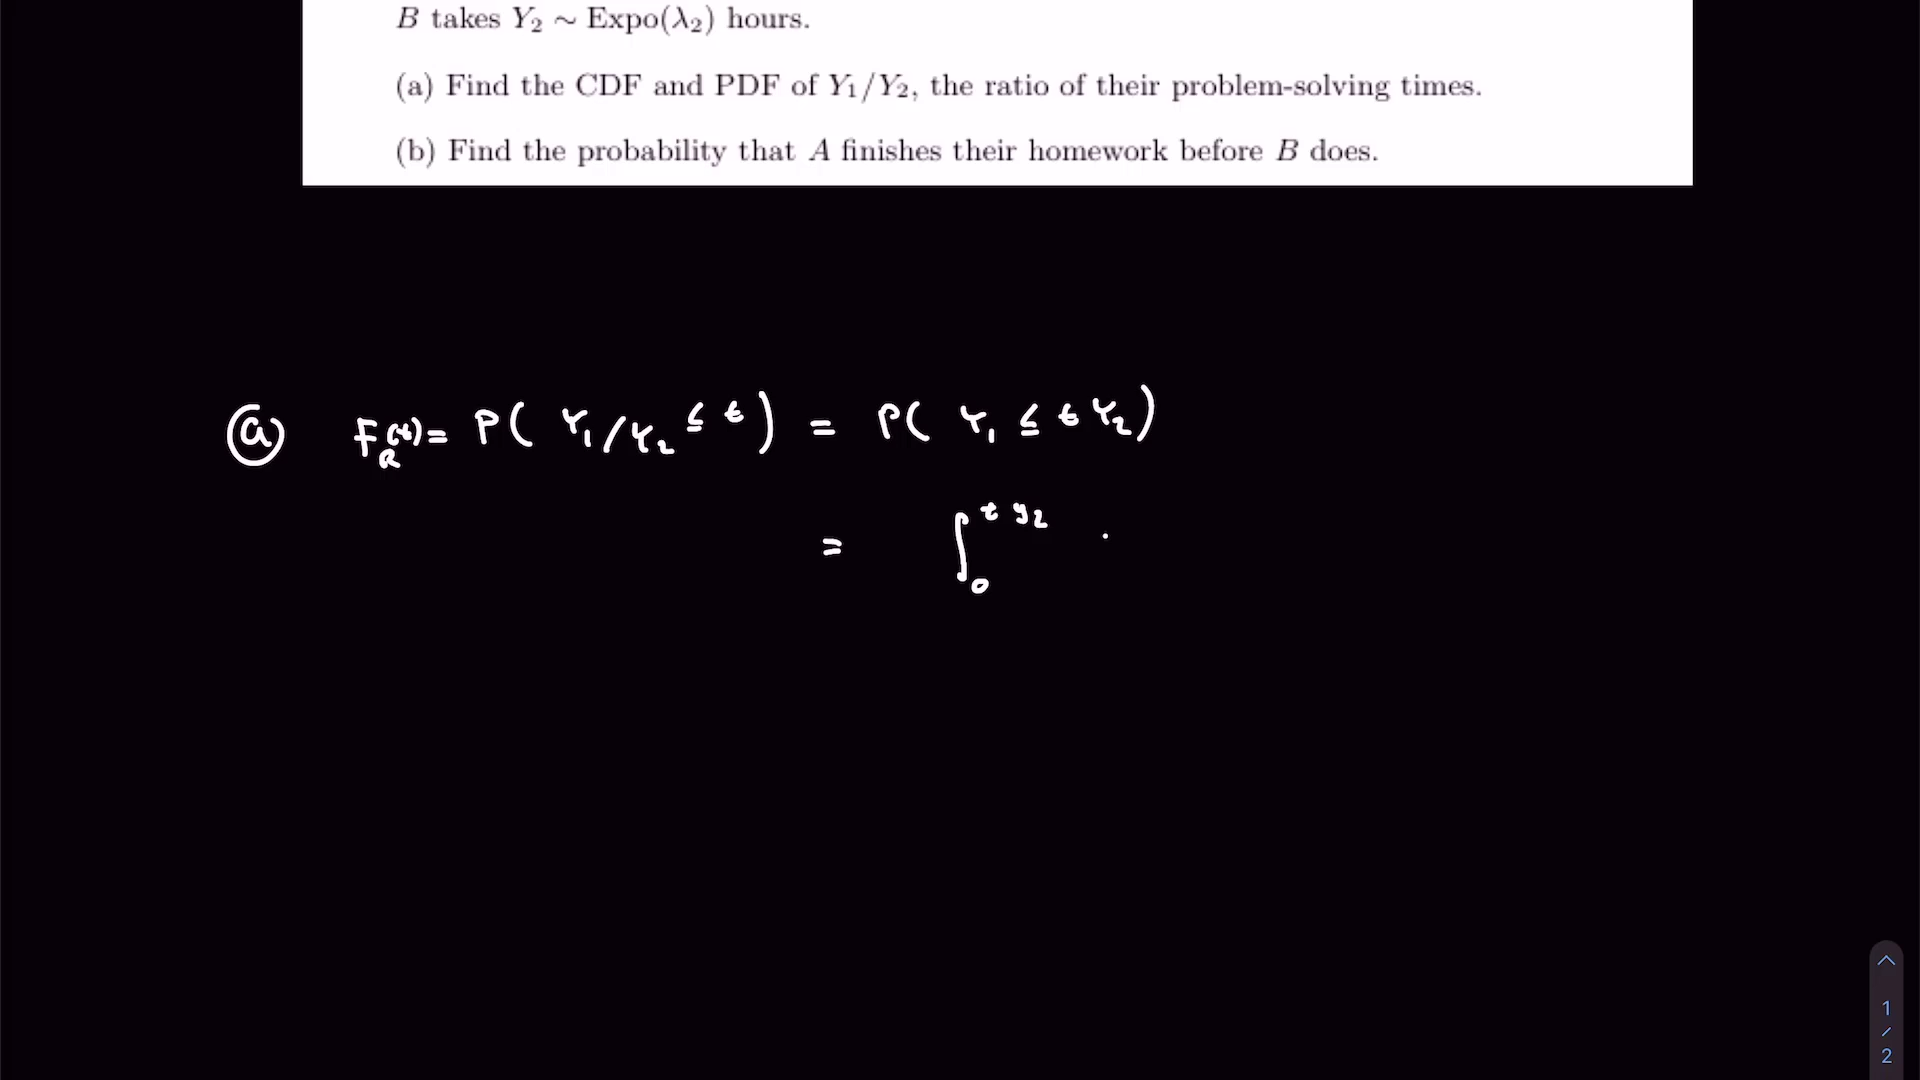 B takes Y₂ ~ Expo(λ₂) hours.
(a) Find the CDF and PDF of Y₁/Y₂, the ratio of their problem-solving times.
(b) Find the probability that A finishes their homework before B does.
(a) F_R(t) = P( Y₁/Y₂ ≤ t ) = P( Y₁ ≤ t Y₂ )
= ∫₀^{t y₂} .
1
/
2